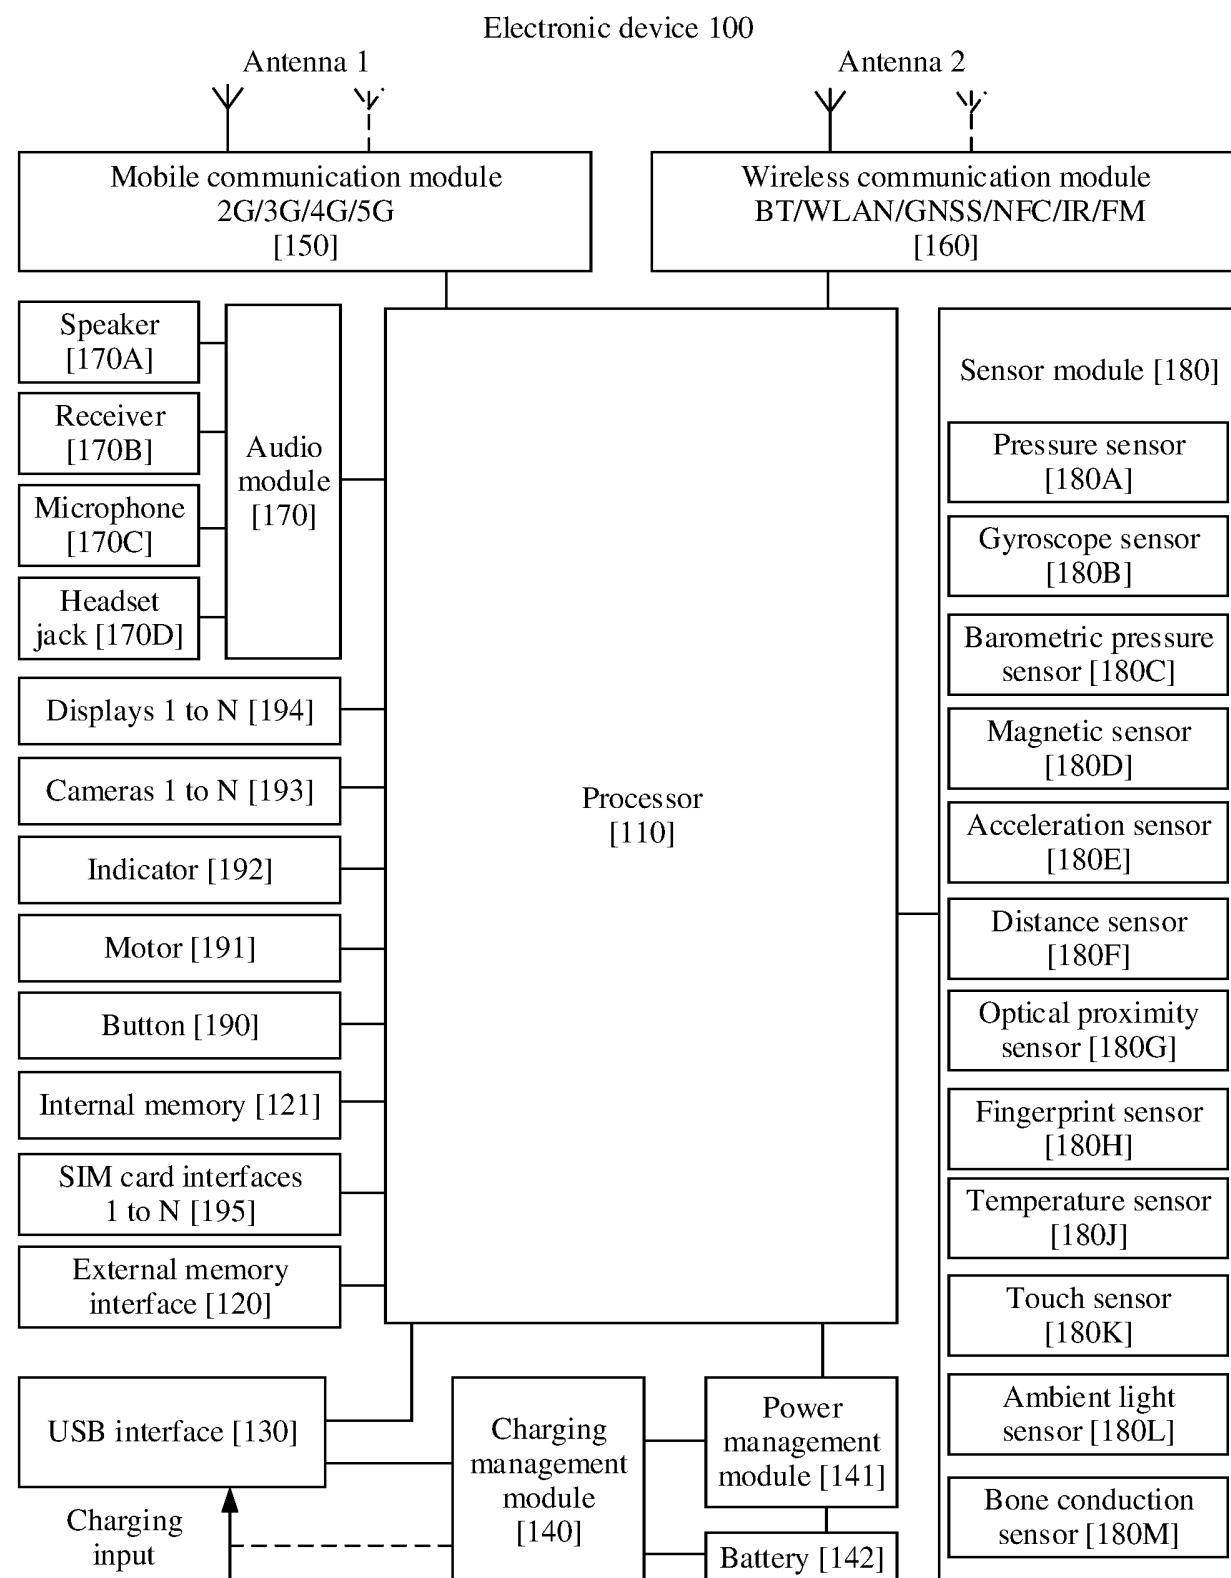 Electronic device 100
Antenna 1
Antenna 2
Mobile communication module
2G/3G/4G/5G
[150]
Wireless communication module
BT/WLAN/GNSS/NFC/IR/FM
[160]
Speaker
[170A]
Receiver
[170B]
Microphone
[170C]
Headset
jack [170D]
Audio
module
[170]
Displays 1 to N [194]
Cameras 1 to N [193]
Indicator [192]
Motor [191]
Button [190]
Internal memory [121]
SIM card interfaces
1 to N [195]
External memory
interface [120]
Processor
[110]
Sensor module [180]
Pressure sensor
[180A]
Gyroscope sensor
[180B]
Barometric pressure
sensor [180C]
Magnetic sensor
[180D]
Acceleration sensor
[180E]
Distance sensor
[180F]
Optical proximity
sensor [180G]
Fingerprint sensor
[180H]
Temperature sensor
[180J]
Touch sensor
[180K]
Ambient light
sensor [180L]
Bone conduction
sensor [180M]
USB interface [130]
Charging
input
Charging
management
module
[140]
Power
management
module [141]
Battery [142]